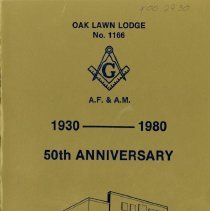 OAK LAWN LODGE
No. 1166
G
A.F. & A.M.
1930 — 1980
50th ANNIVERSARY